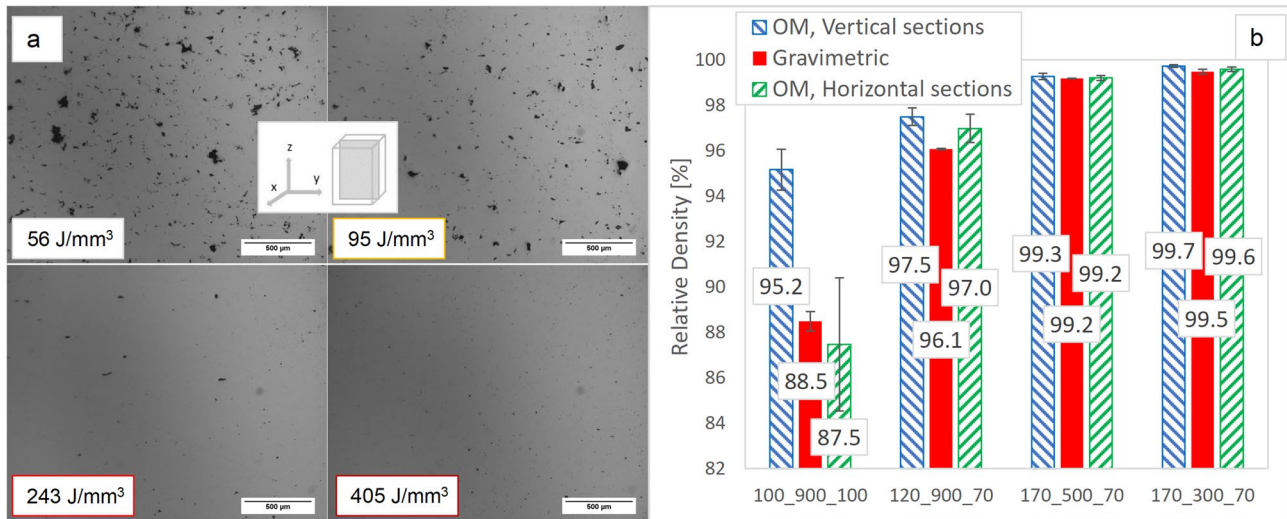 a
z
x
y
56 J/mm³
500 µm
95 J/mm³
500 µm
243 J/mm³
500 µm
405 J/mm³
500 µm
b
OM, Vertical sections
Gravimetric
OM, Horizontal sections
Relative Density [%]
100
98
96
94
92
90
88
86
84
82
95.2
88.5
87.5
97.5
96.1
97.0
99.3
99.2
99.2
99.7
99.5
99.6
100_900_100
120_900_70
170_500_70
170_300_70